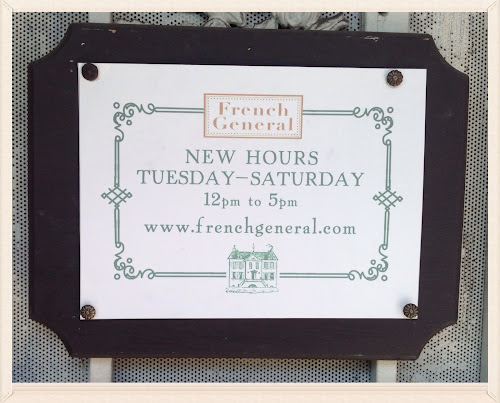 French
General
NEW HOURS
TUESDAY–SATURDAY
12pm to 5pm
www.frenchgeneral.com